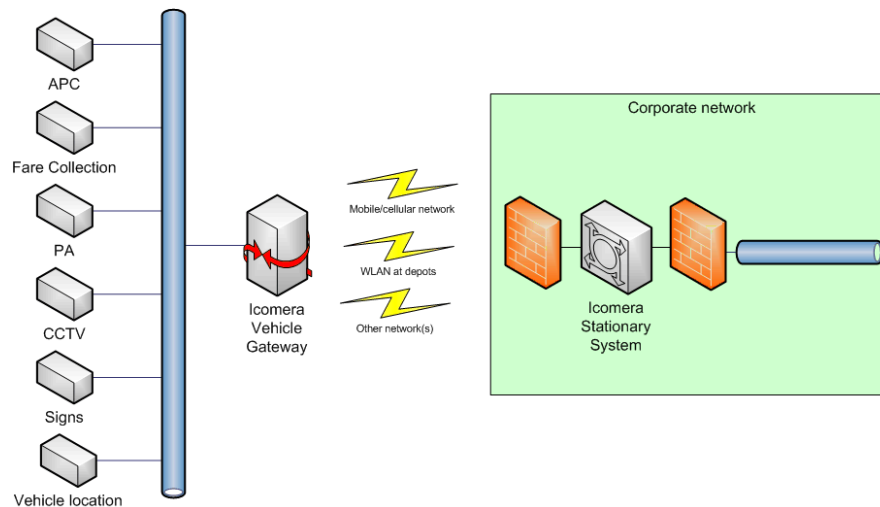 APC
Fare Collection
PA
CCTV
Signs
Vehicle location
Icomera
Vehicle
Gateway
Mobile/cellular network
WLAN at depots
Other network(s)
Corporate network
Icomera
Stationary
System